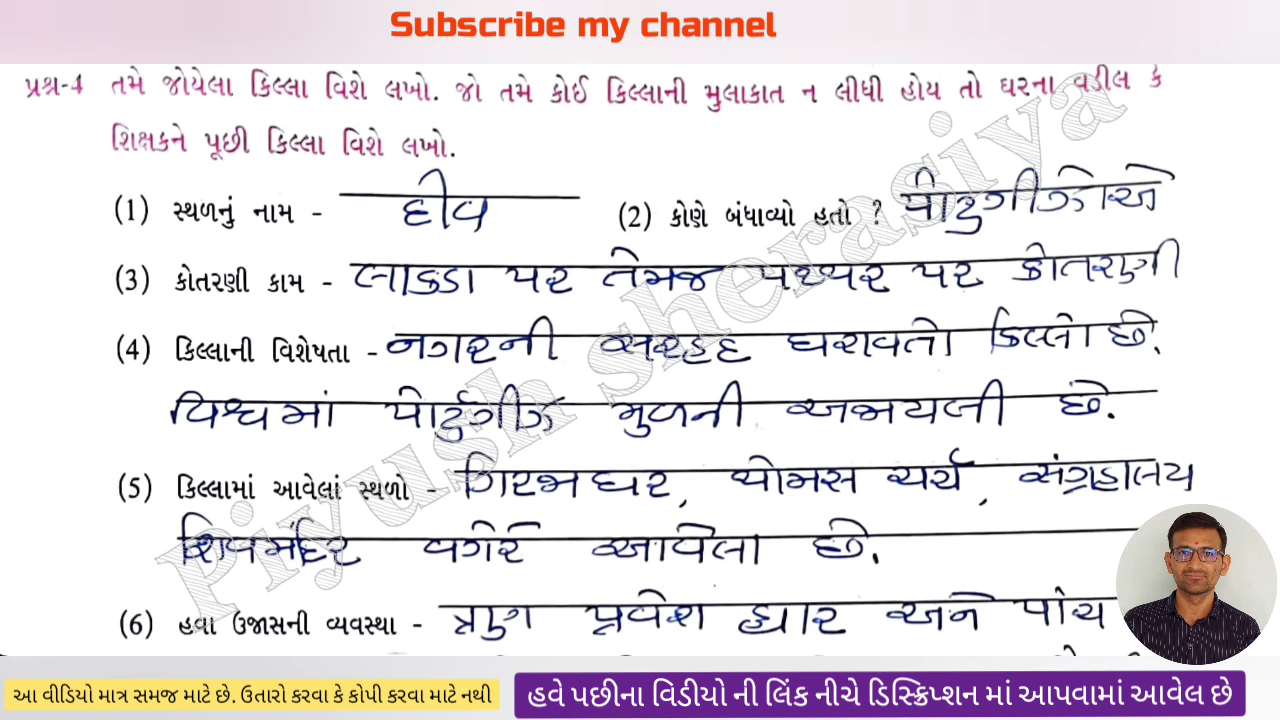 Subscribe my channel
પ્રશ્ન-4 તમે જોયેલા કિલ્લા વિશે લખો. જો તમે કોઈ કિલ્લાની મુલાકાત ન લીધી હોય તો ઘરના વડીલ કે
શિક્ષકને પૂછી કિલ્લા વિશે લખો.
(1) સ્થળનું નામ - દીવ (2) કોણે બંધાવ્યો હતો ? પોર્ટુગીઝોએ
(3) કોતરણી કામ - લાકડા પર તેમજ પથ્થર પર કોતરણી
(4) કિલ્લાની વિશેષતા - નગરની સરહદ ધરાવતો કિલ્લો છે.
વિશ્વમાં પોર્ટુગીઝ મુળની અજાયબી છે.
(5) કિલ્લામાં આવેલાં સ્થળો - ગિરજાઘર, થોમસ ચર્ચ, સંગ્રહાલય
શિવમંદિર વગેરે આવેલા છે.
(6) હવા ઉજાસની વ્યવસ્થા - ત્રણ પ્રવેશ દ્વાર અને પાંચ
Piyush sherasiya
આ વીડિયો માત્ર સમજ માટે છે. ઉતારો કરવા કે કોપી કરવા માટે નથી
હવે પછીના વિડીયો ની લિંક નીચે ડિસ્ક્રિપ્શન માં આપવામાં આવેલ છે